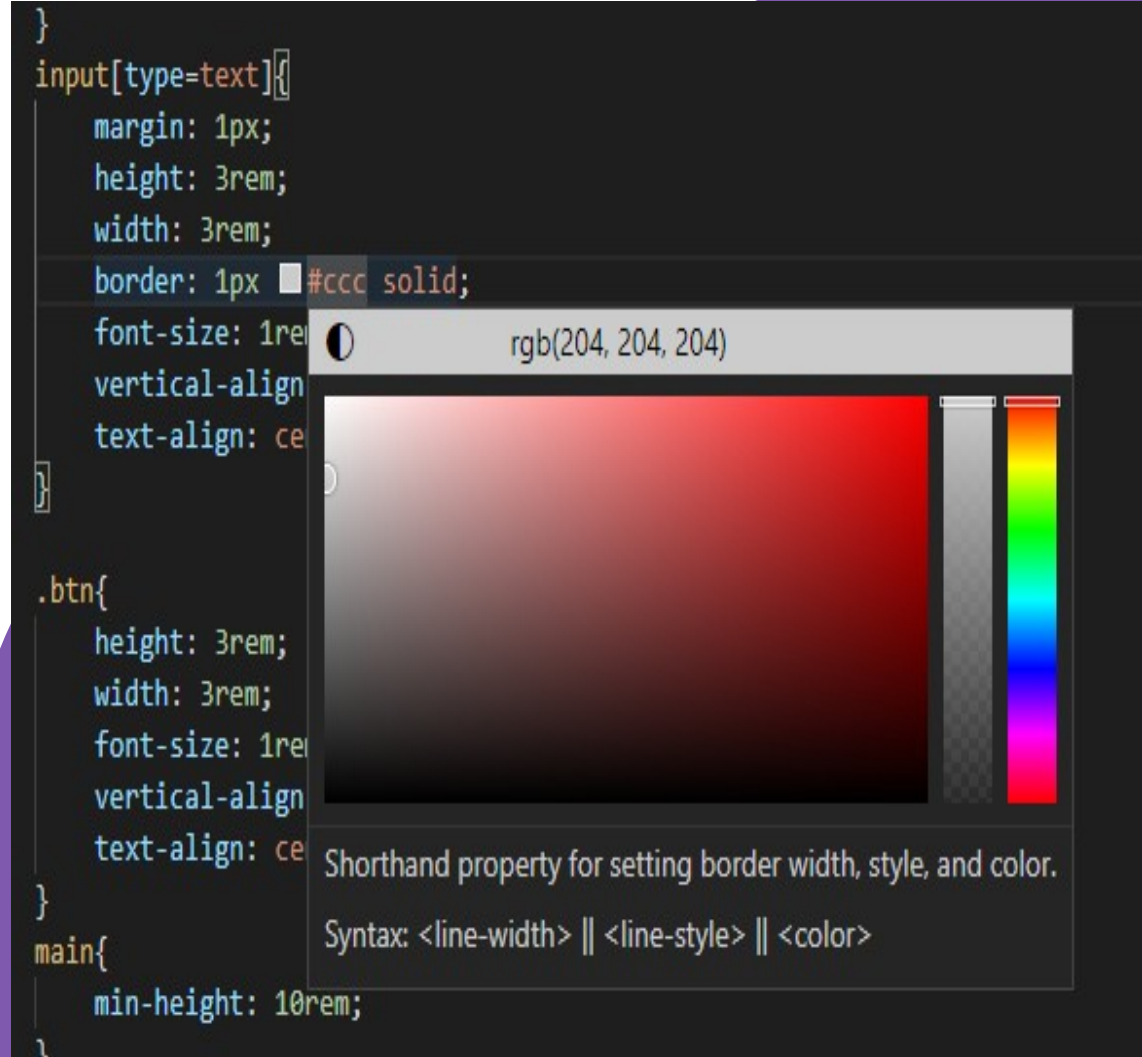 }
input[type=text]{
margin: 1px;
height: 3rem;
width: 3rem;
border: 1px #ccc solid;
font-size: 1re
vertical-align
text-align: ce
}
rgb(204, 204, 204)
.btn{
height: 3rem;
width: 3rem;
font-size: 1re
vertical-align
text-align: ce
}
Shorthand property for setting border width, style, and color.
Syntax: <line-width> || <line-style> || <color>
main{
min-height: 10rem;
}